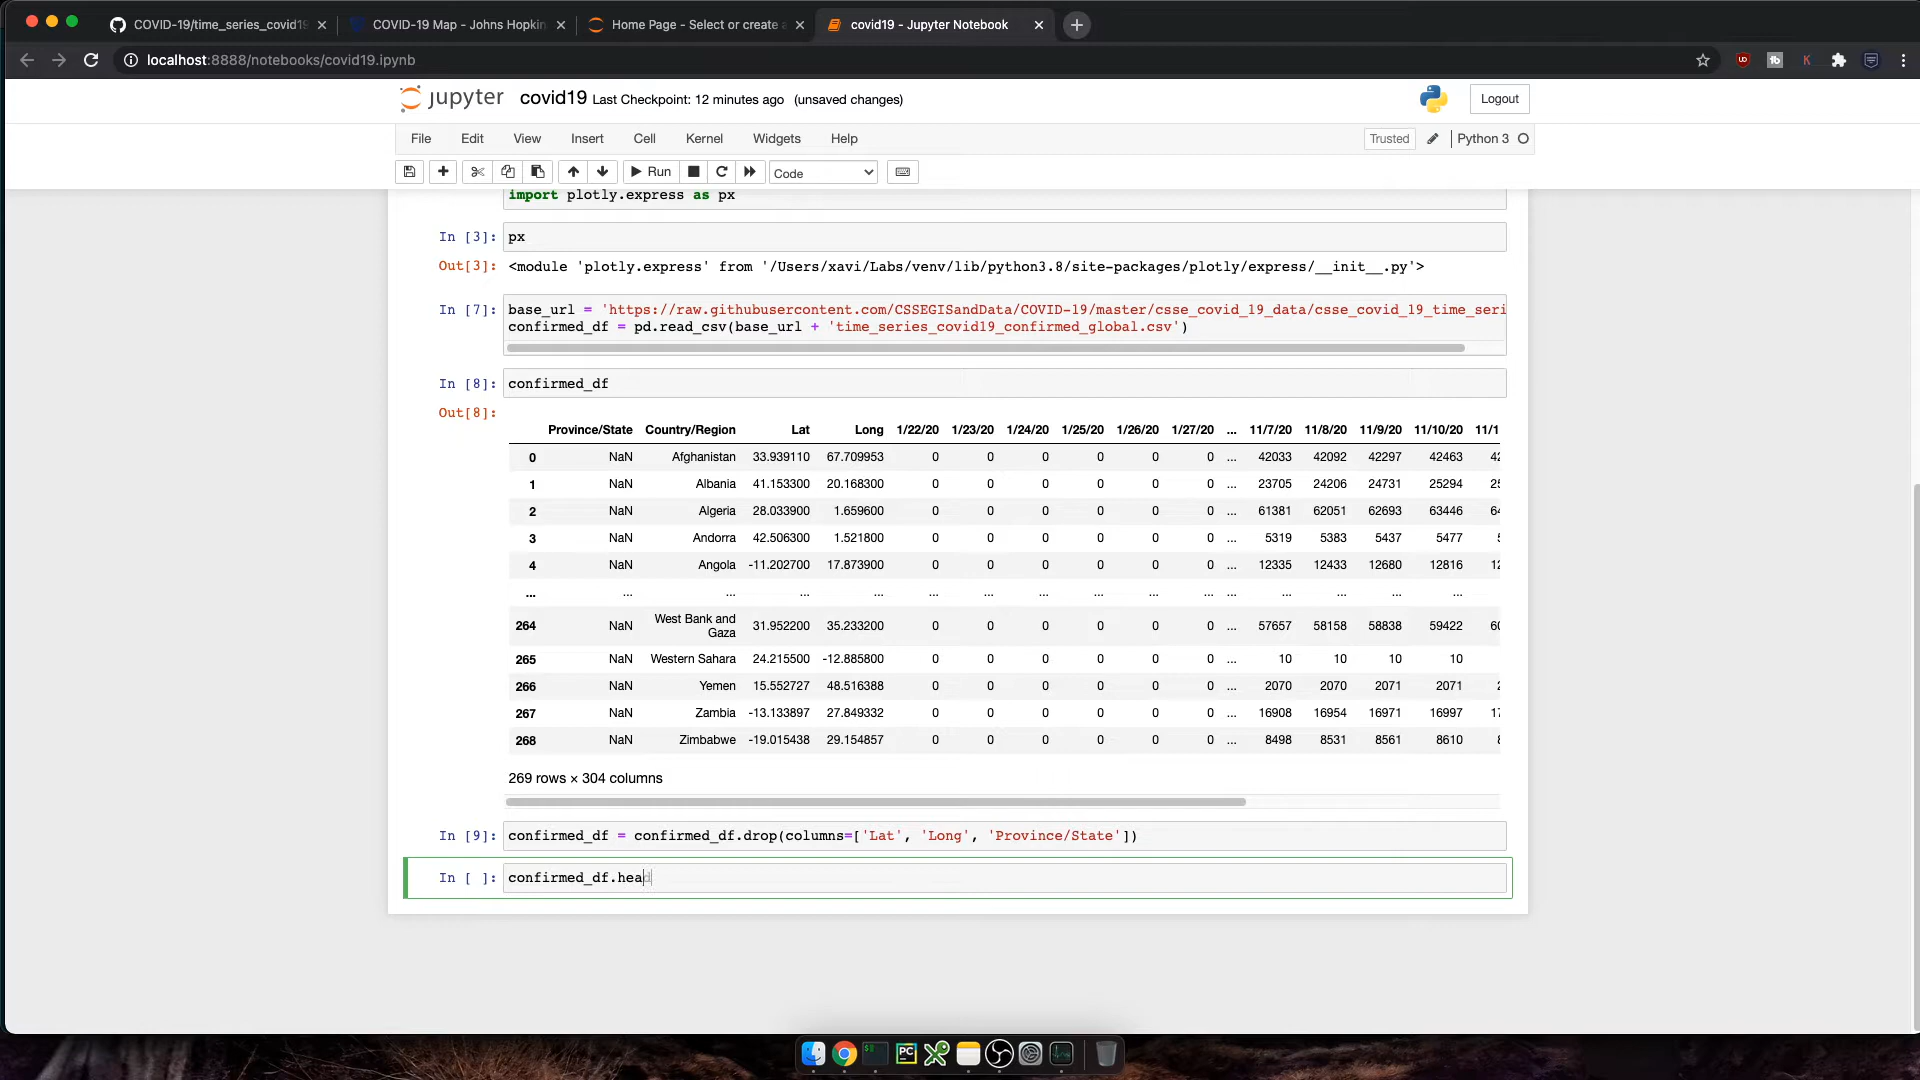 COVID-19/time_series_covid19
COVID-19 Map - Johns Hopkin
Home Page - Select or create a
covid19 - Jupyter Notebook
localhost:8888/notebooks/covid19.ipynb
jupyter covid19 Last Checkpoint: 12 minutes ago (unsaved changes)
Logout
File Edit View Insert Cell Kernel Widgets Help
Trusted Python 3
Run Code
import plotly.express as px
In [3]: px
Out[3]: <module 'plotly.express' from '/Users/xavi/Labs/venv/lib/python3.8/site-packages/plotly/express/__init__.py'>
In [7]: base_url = 'https://raw.githubusercontent.com/CSSEGISandData/COVID-19/master/csse_covid_19_data/csse_covid_19_time_seri
confirmed_df = pd.read_csv(base_url + 'time_series_covid19_confirmed_global.csv')
In [8]: confirmed_df
Out[8]:
Province/State Country/Region Lat Long 1/22/20 1/23/20 1/24/20 1/25/20 1/26/20 1/27/20 ... 11/7/20 11/8/20 11/9/20 11/10/20 11/1
0 NaN Afghanistan 33.939110 67.709953 0 0 0 0 0 0 ... 42033 42092 42297 42463 42
1 NaN Albania 41.153300 20.168300 0 0 0 0 0 0 ... 23705 24206 24731 25294 25
2 NaN Algeria 28.033900 1.659600 0 0 0 0 0 0 ... 61381 62051 62693 63446 64
3 NaN Andorra 42.506300 1.521800 0 0 0 0 0 0 ... 5319 5383 5437 5477
4 NaN Angola -11.202700 17.873900 0 0 0 0 0 0 ... 12335 12433 12680 12816 12
... ... ... ... ... ... ... ... ... ... ... ... ... ... ... ...
264 NaN West Bank and Gaza 31.952200 35.233200 0 0 0 0 0 0 ... 57657 58158 58838 59422 60
265 NaN Western Sahara 24.215500 -12.885800 0 0 0 0 0 0 ... 10 10 10 10
266 NaN Yemen 15.552727 48.516388 0 0 0 0 0 0 ... 2070 2070 2071 2071 2
267 NaN Zambia -13.133897 27.849332 0 0 0 0 0 0 ... 16908 16954 16971 16997 17
268 NaN Zimbabwe -19.015438 29.154857 0 0 0 0 0 0 ... 8498 8531 8561 8610 8
269 rows × 304 columns
In [9]: confirmed_df = confirmed_df.drop(columns=['Lat', 'Long', 'Province/State'])
In [ ]: confirmed_df.head
PC